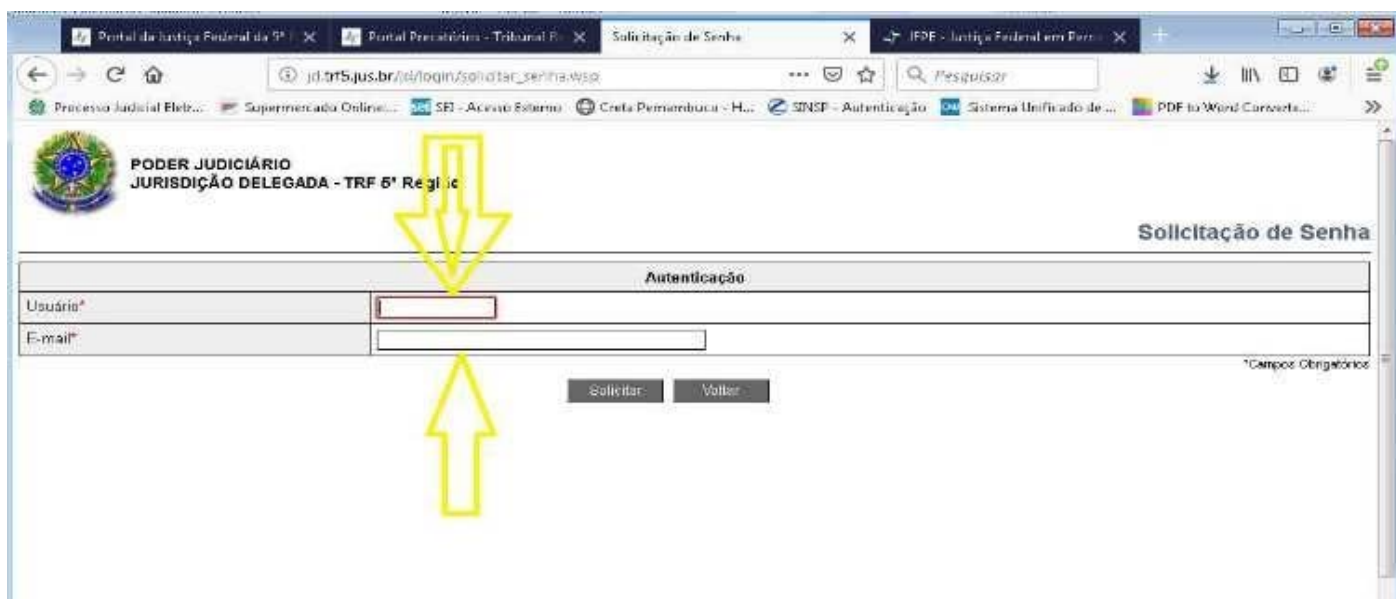 Portal da Justiça Federal da 5ª
Portal Precatórios - Tribunal R
Solicitação de Senha
JFPE - Justiça Federal em Pern
jd.trf5.jus.br/jd/login/solicitar_senha.wsp
Pesquisar
Processo Judicial Eletr...
Supermercado Online...
SEI - Acesso Externo
Creta Pernambuco - H...
SINSP - Autenticação
Sistema Unificado de ...
PDF to Word Converte...
PODER JUDICIÁRIO
JURISDIÇÃO DELEGADA - TRF 5ª Região
Solicitação de Senha
Autenticação
Usuário*
E-mail*
*Campos Obrigatórios
Solicitar
Voltar